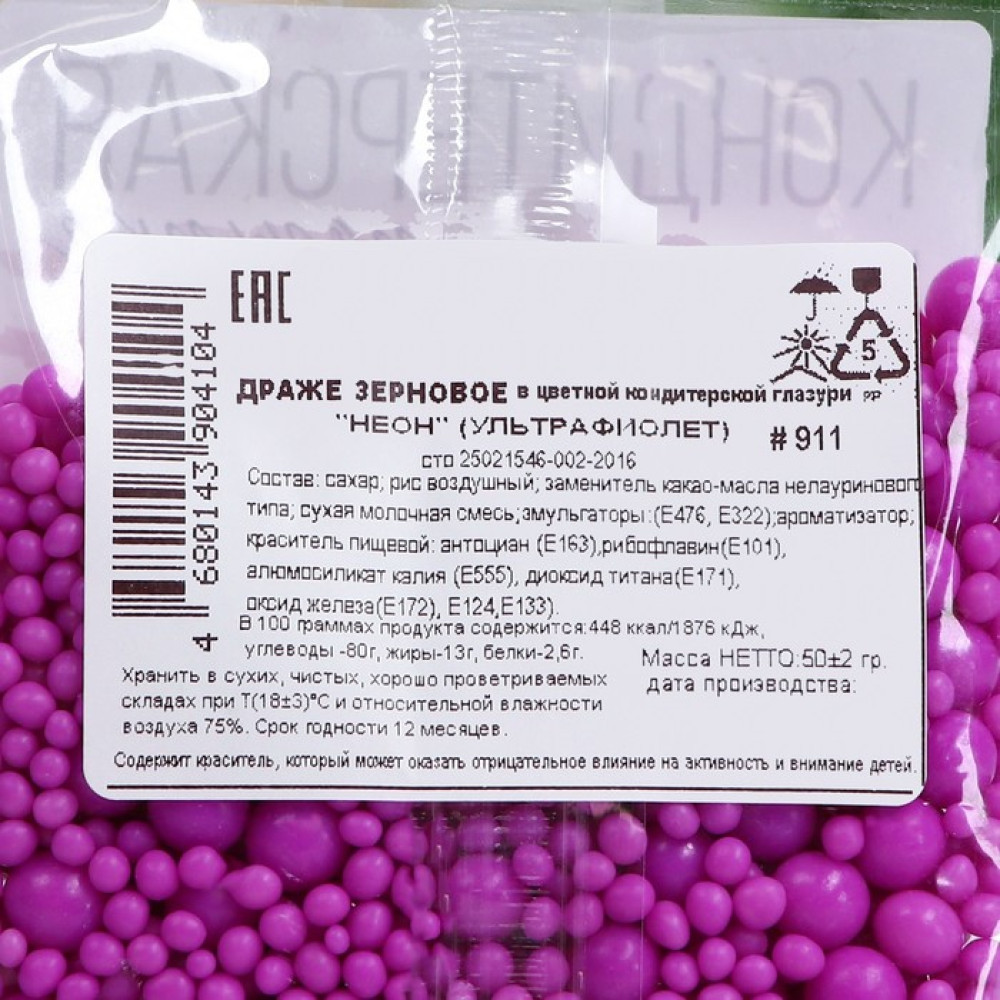 КОНДИТЕРСКАЯ
ЕАС
5
PP
ДРАЖЕ ЗЕРНОВОЕ в цветной кондитерской глазури
"НЕОН" (УЛЬТРАФИОЛЕТ) # 911
сто 25021546-002-2016
Состав: сахар; рис воздушный; заменитель какао-масла нелауринового
типа; сухая молочная смесь;эмульгаторы:(Е476, Е322);ароматизатор;
краситель пищевой: антоциан (Е163),рибофлавин(Е101),
алюмосиликат калия (Е555), диоксид титана(Е171),
оксид железа(Е172), Е124,Е133).
В 100 граммах продукта содержится:448 ккал/1876 кДж,
углеводы -80г, жиры-13г, белки-2,6г.
Масса НЕТТО:50±2 гр.
дата производства:
Хранить в сухих, чистых, хорошо проветриваемых
складах при Т(18±3)°С и относительной влажности
воздуха 75%. Срок годности 12 месяцев.
Содержит краситель, который может оказать отрицательное влияние на активность и внимание детей.
4 680143 904104